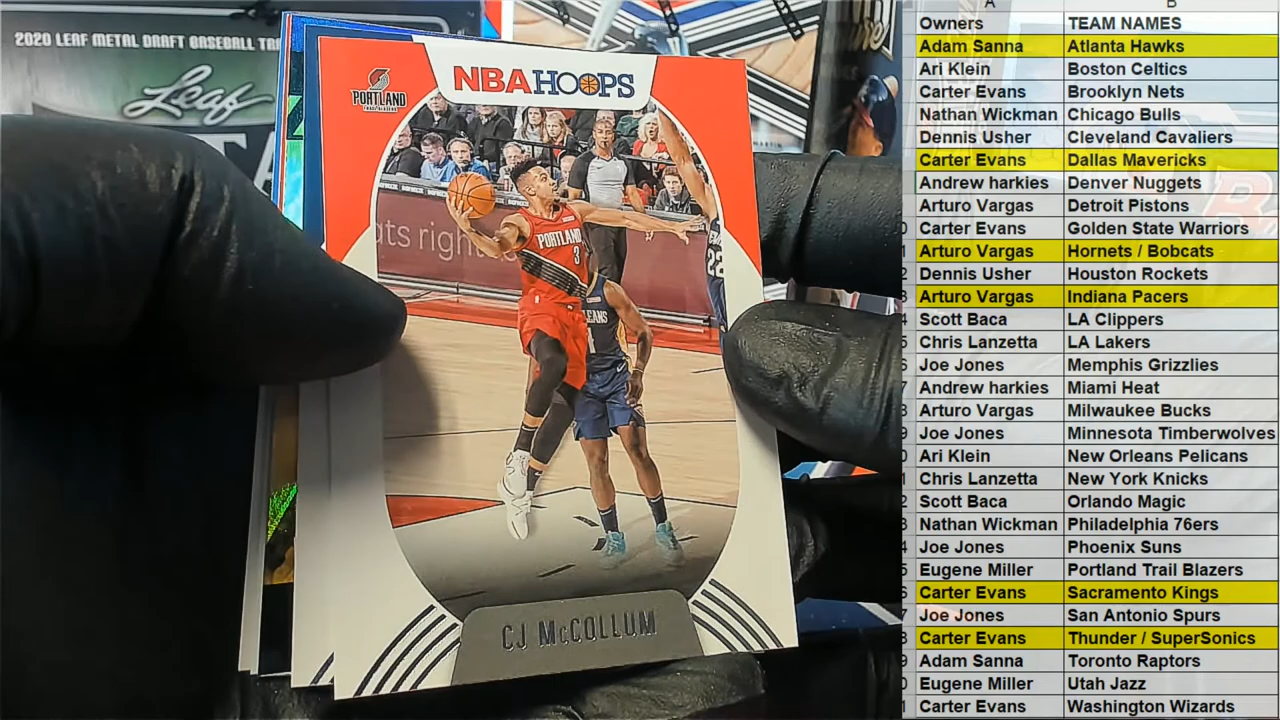 2020 LEAF METAL DRAFT BASEBALL TRA
Leaf
PORTLAND
NBA HOOPS
ats righ
PORTLAND
3
22
LEANS
CJ McCOLLUM
A B
Owners TEAM NAMES
Adam Sanna Atlanta Hawks
Ari Klein Boston Celtics
Carter Evans Brooklyn Nets
Nathan Wickman Chicago Bulls
Dennis Usher Cleveland Cavaliers
Carter Evans Dallas Mavericks
Andrew harkies Denver Nuggets
Arturo Vargas Detroit Pistons
Carter Evans Golden State Warriors
Arturo Vargas Hornets / Bobcats
Dennis Usher Houston Rockets
Arturo Vargas Indiana Pacers
Scott Baca LA Clippers
Chris Lanzetta LA Lakers
Joe Jones Memphis Grizzlies
Andrew harkies Miami Heat
Arturo Vargas Milwaukee Bucks
Joe Jones Minnesota Timberwolves
Ari Klein New Orleans Pelicans
Chris Lanzetta New York Knicks
Scott Baca Orlando Magic
Nathan Wickman Philadelphia 76ers
Joe Jones Phoenix Suns
Eugene Miller Portland Trail Blazers
Carter Evans Sacramento Kings
Joe Jones San Antonio Spurs
Carter Evans Thunder / SuperSonics
Adam Sanna Toronto Raptors
Eugene Miller Utah Jazz
Carter Evans Washington Wizards